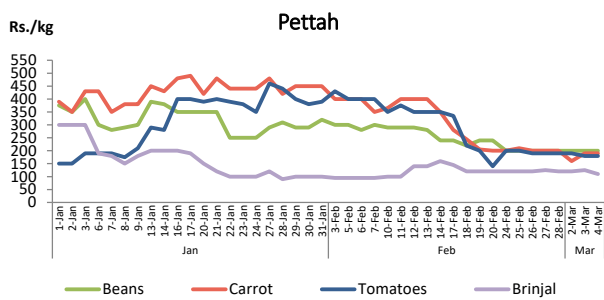 Rs./kg
Pettah
550
500
450
400
350
300
250
200
150
100
50
0
1-Jan 2-Jan 3-Jan 6-Jan 7-Jan 8-Jan 9-Jan 13-Jan 14-Jan 16-Jan 17-Jan 20-Jan 21-Jan 22-Jan 23-Jan 24-Jan 27-Jan 28-Jan 29-Jan 30-Jan 31-Jan 3-Feb 5-Feb 6-Feb 7-Feb 10-Feb 11-Feb 12-Feb 13-Feb 14-Feb 17-Feb 18-Feb 19-Feb 20-Feb 24-Feb 25-Feb 26-Feb 27-Feb 28-Feb 2-Mar 3-Mar 4-Mar
Jan Feb Mar
Beans Carrot Tomatoes Brinjal